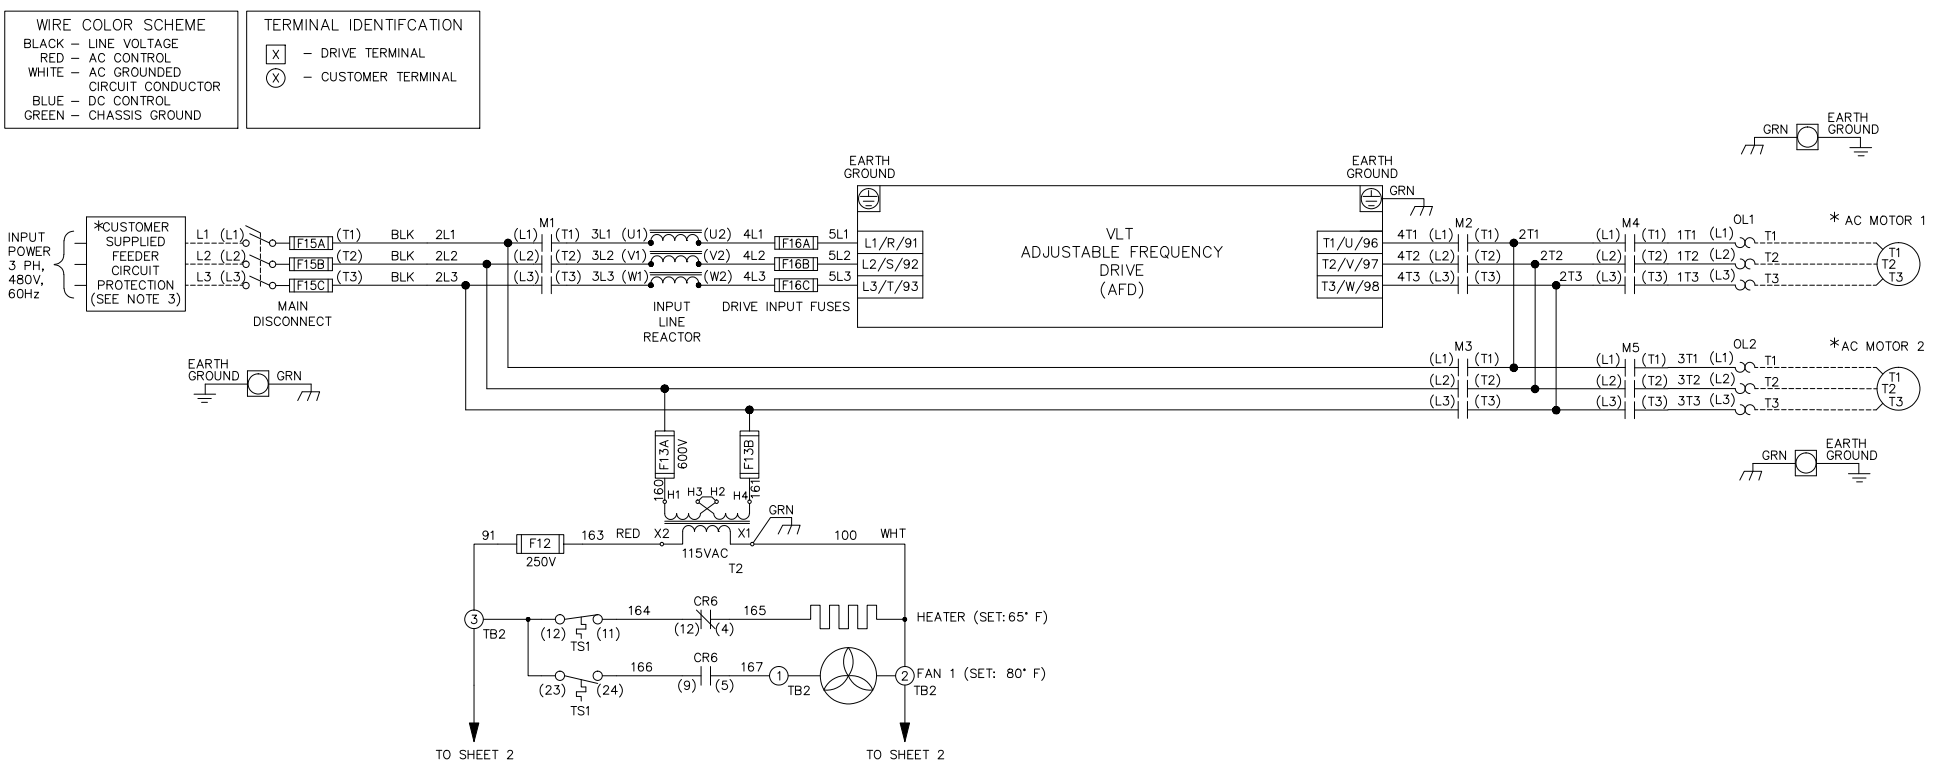 WIRE COLOR SCHEME
BLACK – LINE VOLTAGE
RED – AC CONTROL
WHITE – AC GROUNDED
CIRCUIT CONDUCTOR
BLUE – DC CONTROL
GREEN – CHASSIS GROUND
TERMINAL IDENTIFCATION
X – DRIVE TERMINAL
X – CUSTOMER TERMINAL
GRN
EARTH
GROUND
INPUT
POWER
3 PH,
480V,
60Hz
*CUSTOMER
SUPPLIED
FEEDER
CIRCUIT
PROTECTION
(SEE NOTE 3)
L1 (L1) F15A (T1) BLK 2L1
L2 (L2) F15B (T2) BLK 2L2
L3 (L3) F15C (T3) BLK 2L3
MAIN
DISCONNECT
M1
(L1) (T1) 3L1 (U1) (U2) 4L1 F16A 5L1
(L2) (T2) 3L2 (V1) (V2) 4L2 F16B 5L2
(L3) (T3) 3L3 (W1) (W2) 4L3 F16C 5L3
INPUT
LINE
REACTOR
DRIVE INPUT FUSES
EARTH
GROUND
L1/R/91
L2/S/92
L3/T/93
VLT
ADJUSTABLE FREQUENCY
DRIVE
(AFD)
EARTH
GROUND
GRN
T1/U/96
T2/V/97
T3/W/98
M2
4T1 (L1) (T1) 2T1
4T2 (L2) (T2) 2T2
4T3 (L3) (T3) 2T3
M4
(L1) (T1) 1T1 (L1) T1
(L2) (T2) 1T2 (L2) T2
(L3) (T3) 1T3 (L3) T3
OL1
* AC MOTOR 1
T1
T2
T3
EARTH
GROUND
GRN
M3
(L1) (T1)
(L2) (T2)
(L3) (T3)
M5
(L1) (T1) 3T1 (L1) T1
(L2) (T2) 3T2 (L2) T2
(L3) (T3) 3T3 (L3) T3
OL2
*AC MOTOR 2
T1
T2
T3
GRN
EARTH
GROUND
F13A
600V
F13B
160
161
H1 H3 H2 H4
GRN
91 F12 163 RED X2 X1 100 WHT
250V
115VAC
T2
3
TB2
164 CR6 165
(12) (11) (12) (4)
TS1
HEATER (SET:65° F)
166 CR6 167
(23) (24) (9) (5)
TS1
1
TB2
2
TB2
FAN 1 (SET: 80° F)
TO SHEET 2
TO SHEET 2